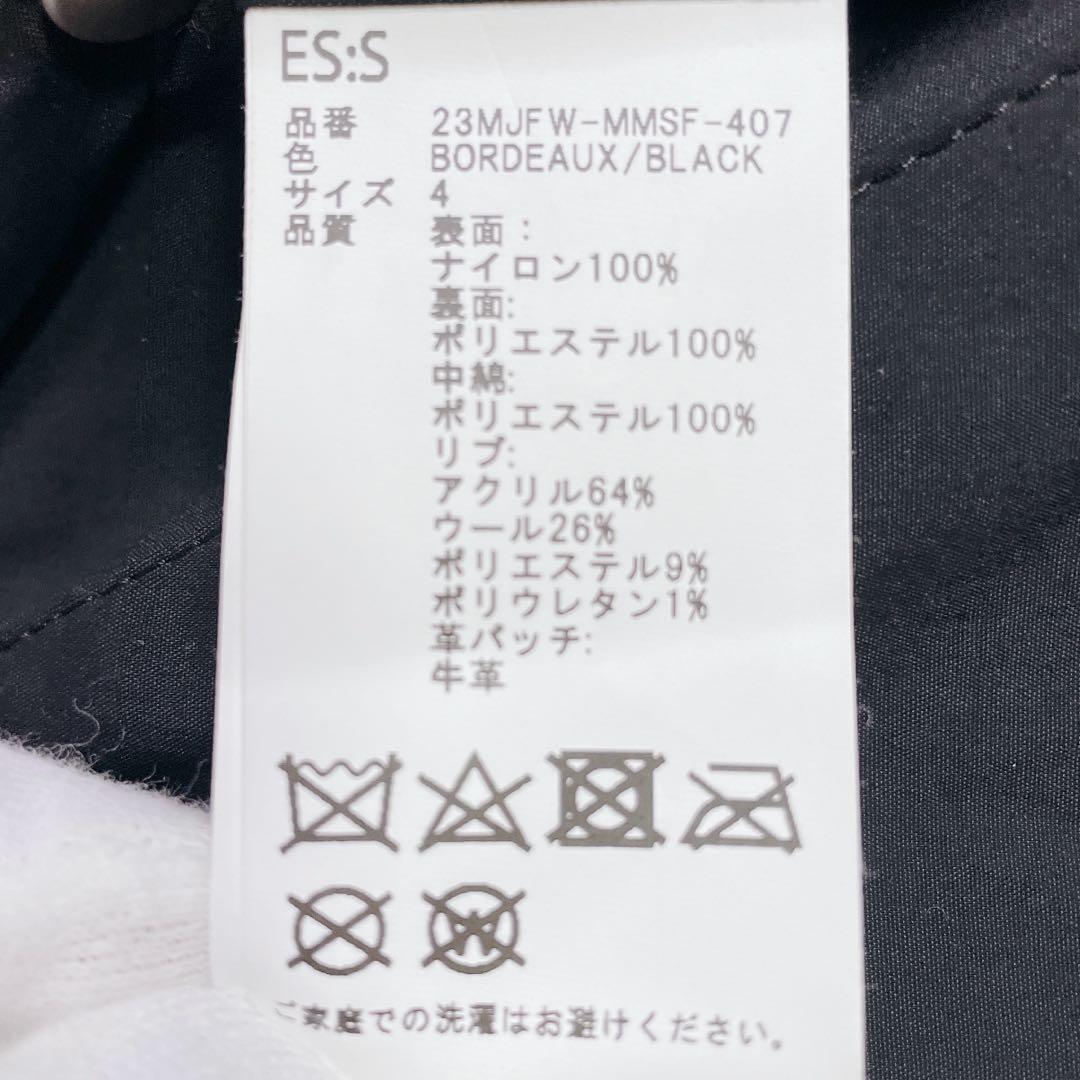 ES:S
品番 23MJFW-MMSF-407
色 BORDEAUX/BLACK
サイズ 4
品質 表面：
ナイロン100%
裏面:
ポリエステル100%
中綿:
ポリエステル100%
リブ:
アクリル64%
ウール26%
ポリエステル9%
ポリウレタン1%
革パッチ:
牛革
ご家庭での洗濯はお避けください。